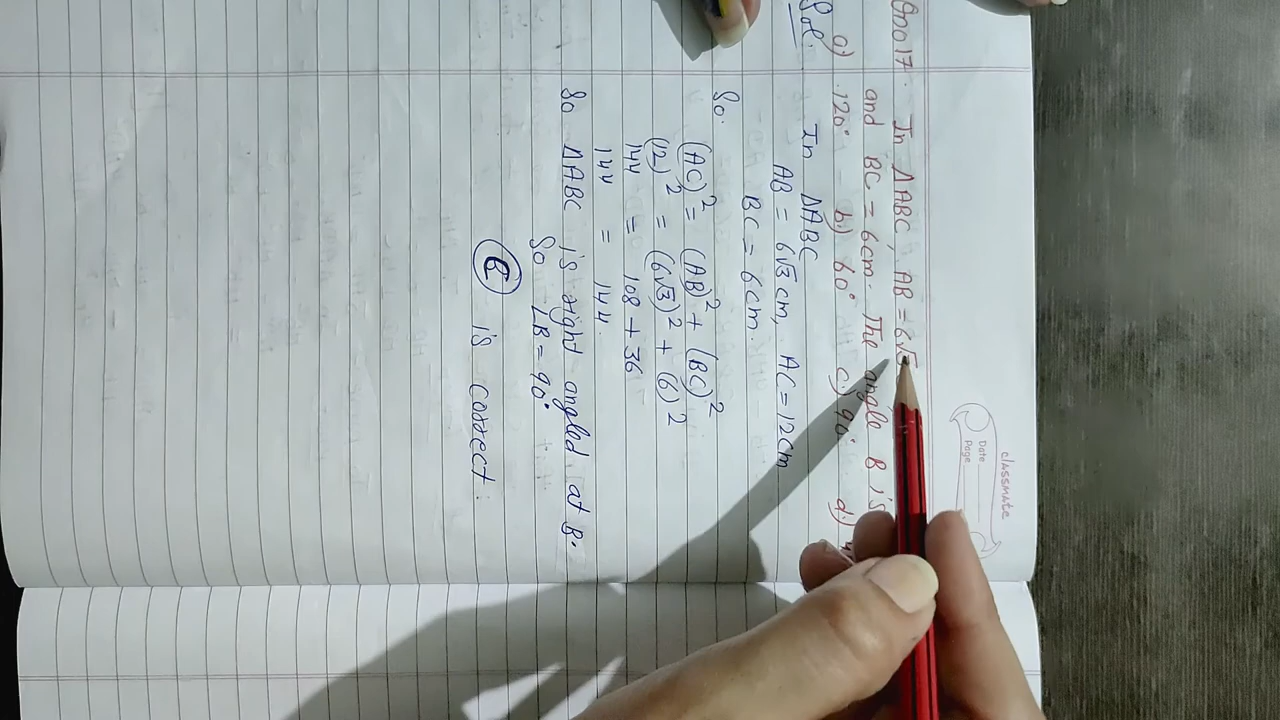 classmate
Date
Page
Qno17. In ΔABC, AB = 6√3
and BC = 6cm. The angle B is
a) 120° b) 60° c) 90° d)
Sol. In ΔABC
AB = 6√3 cm, AC = 12cm
BC = 6cm.
So.
(AC)² = (AB)² + (BC)²
(12)² = (6√3)² + (6)²
144 = 108 + 36
144 = 144.
So ΔABC is right angled at B.
So ∠B = 90°
C is correct.